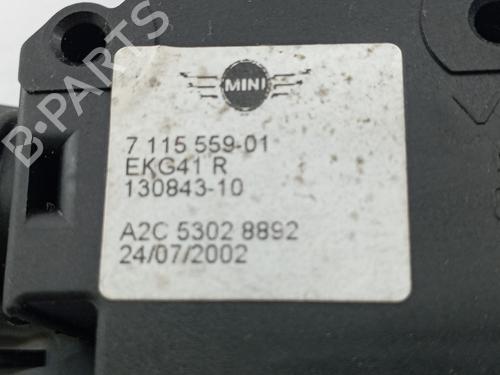 B-PARTS
MINI
7 115 559-01
EKG41 R
130843-10
A2C 5302 8892
24/07/2002